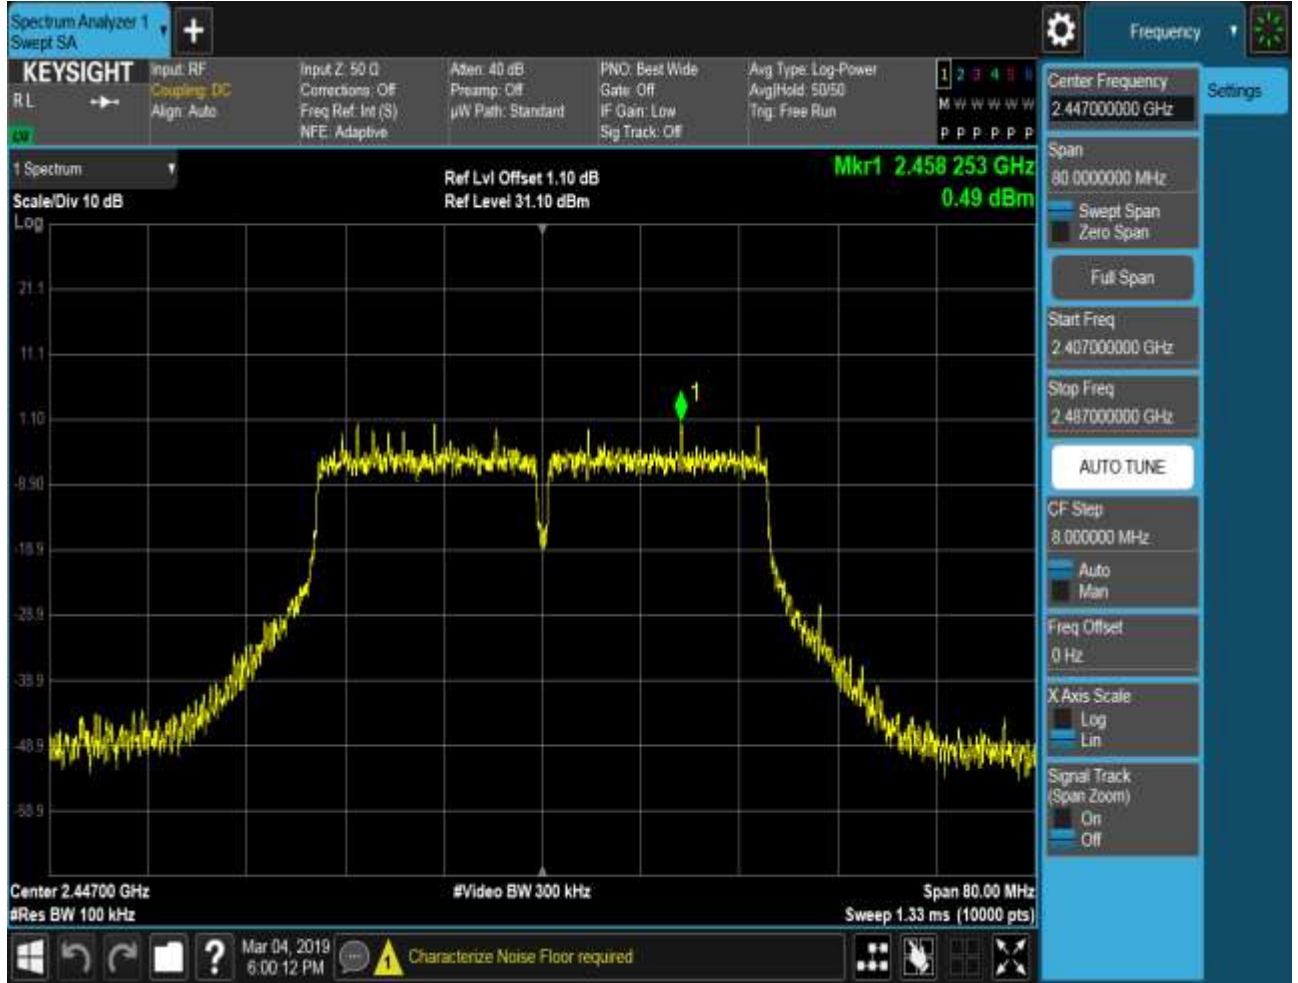 Spectrum Analyzer 1
Swept SA
Frequency
KEYSIGHT
R L
Input: RF
Coupling: DC
Align: Auto
Input Z: 50 Ω
Corrections: Off
Freq Ref: Int (S)
NFE: Adaptive
Atten: 40 dB
Preamp: Off
µW Path: Standard
PNO: Best Wide
Gate: Off
IF Gain: Low
Sig Track: Off
Avg Type: Log-Power
Avg|Hold: 50/50
Trig: Free Run
1 2 3 4 5 6
M W W W W W
P P P P P P
1 Spectrum
Scale/Div 10 dB
Log
Ref Lvl Offset 1.10 dB
Ref Level 31.10 dBm
Mkr1 2.458 253 GHz
0.49 dBm
21.1
11.1
1.10
-8.90
-18.9
-28.9
-38.9
-48.9
-58.9
1
Center 2.44700 GHz
#Res BW 100 kHz
#Video BW 300 kHz
Span 80.00 MHz
Sweep 1.33 ms (10000 pts)
Center Frequency
2.447000000 GHz
Settings
Span
80.0000000 MHz
Swept Span
Zero Span
Full Span
Start Freq
2.407000000 GHz
Stop Freq
2.487000000 GHz
AUTO TUNE
CF Step
8.000000 MHz
Auto
Man
Freq Offset
0 Hz
X Axis Scale
Log
Lin
Signal Track
(Span Zoom)
On
Off
?
Mar 04, 2019
6:00:12 PM
1
Characterize Noise Floor required